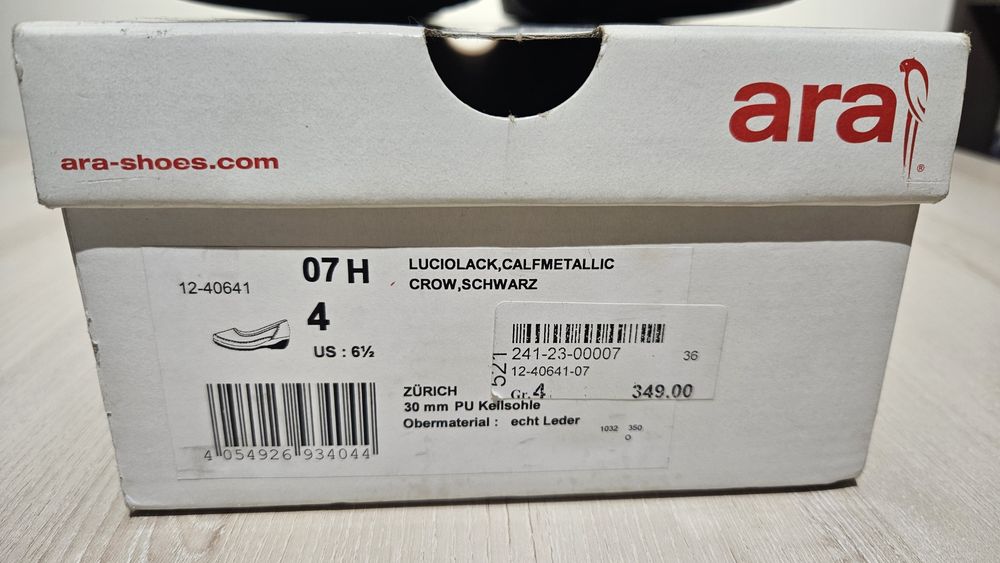 ara
ara-shoes.com
®
12-40641
07 H
LUCIOLACK,CALFMETALLIC
CROW,SCHWARZ
4
US : 6½
241-23-00007
36
521
12-40641-07
Gr. 4
349.00
ZÜRICH
30 mm PU Keilsohle
Obermaterial : echt Leder
1032 350
O
4 054926 934044